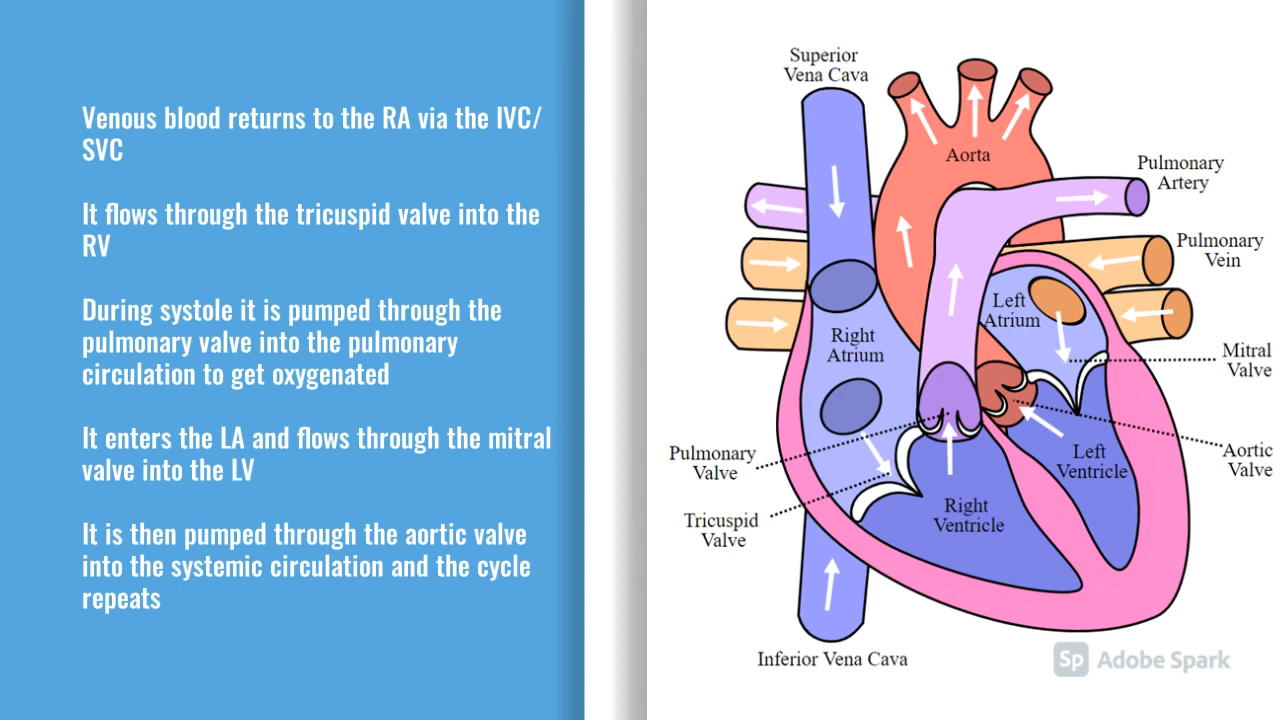 Venous blood returns to the RA via the IVC/
SVC
It flows through the tricuspid valve into the
RV
During systole it is pumped through the
pulmonary valve into the pulmonary
circulation to get oxygenated
It enters the LA and flows through the mitral
valve into the LV
It is then pumped through the aortic valve
into the systemic circulation and the cycle
repeats
Superior
Vena Cava
Aorta
Pulmonary
Artery
Pulmonary
Vein
Left
Atrium
Right
Atrium
Mitral
Valve
Pulmonary
Valve
Left
Ventricle
Aortic
Valve
Tricuspid
Valve
Right
Ventricle
Inferior Vena Cava
Sp Adobe Spark